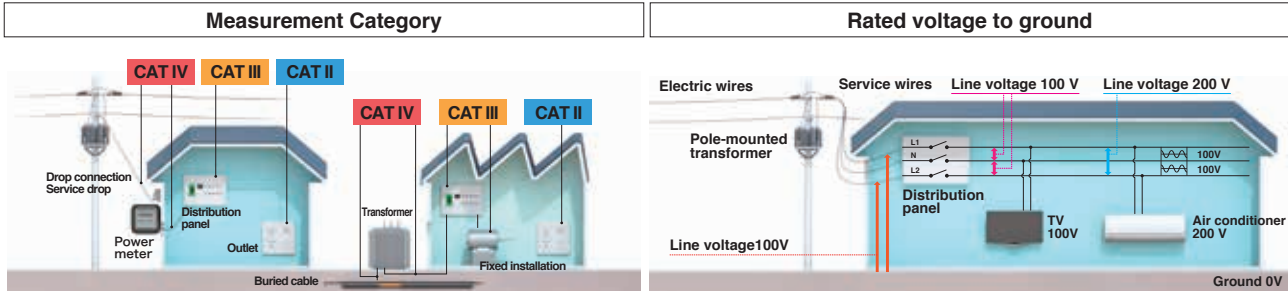 Measurement Category
CAT IV
CAT III
CAT II
CAT IV
CAT III
CAT II
Drop connection
Service drop
Distribution
panel
Power
meter
Outlet
Transformer
Fixed installation
Buried cable
Rated voltage to ground
Electric wires
Service wires
Line voltage 100 V
Line voltage 200 V
Pole-mounted
transformer
L1
N
L2
100V
100V
Distribution
panel
TV
100V
Air conditioner
200 V
Line voltage100V
Ground 0V